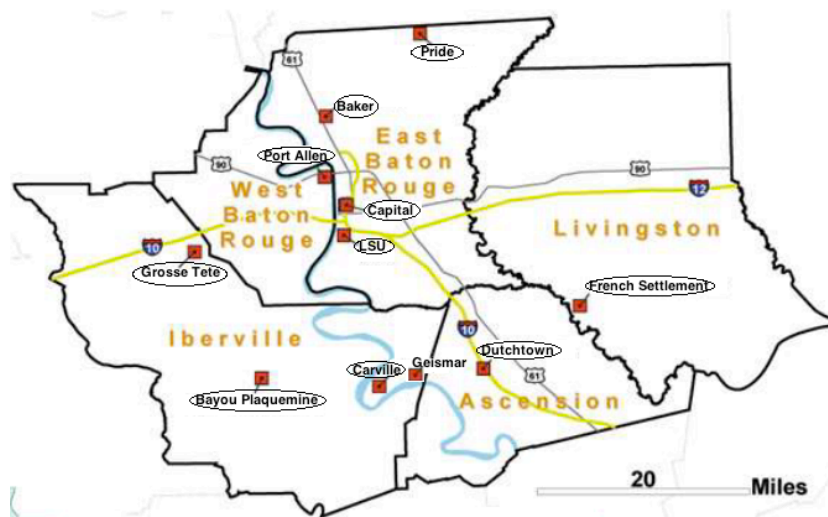 Pride
61
Baker
East
Baton
Rouge
Port Allen
90
90
West
Baton
Rouge
Capital
12
LSU
Livingston
10
Grosse Tete
French Settlement
Iberville
10
Geismar
Dutchtown
Carville
61
Bayou Plaquemine
Ascension
20
Miles